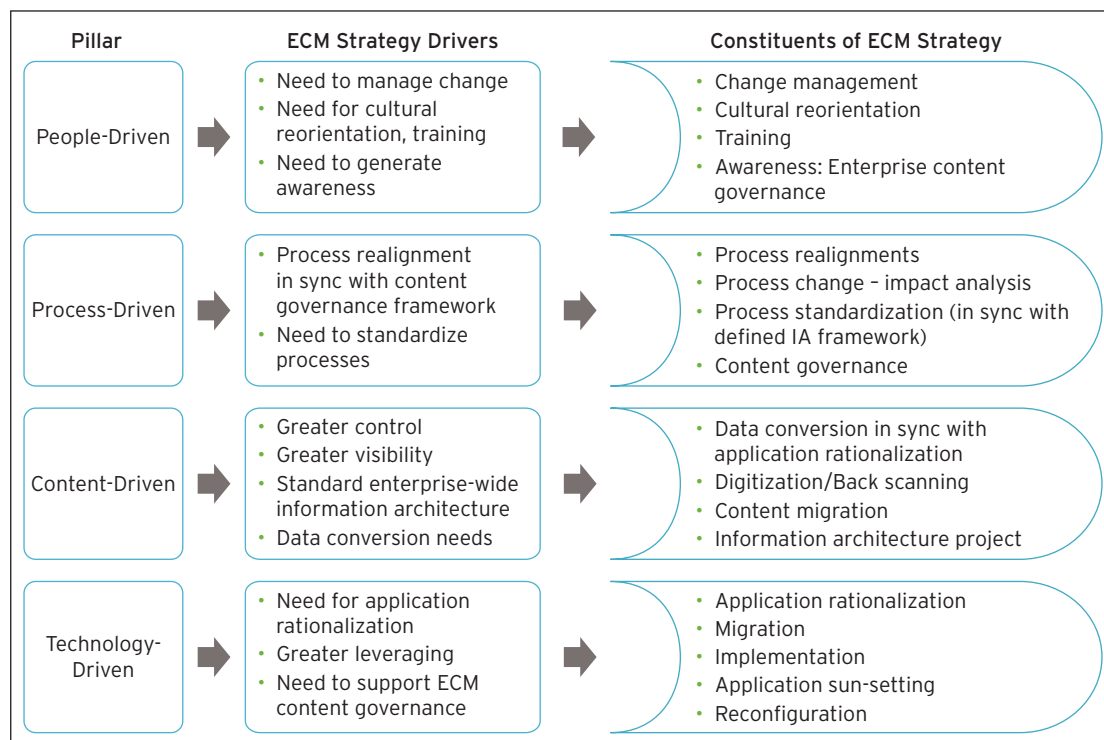 Pillar
ECM Strategy Drivers
Constituents of ECM Strategy
People-Driven
• Need to manage change
• Need for cultural
reorientation, training
• Need to generate
awareness
• Change management
• Cultural reorientation
• Training
• Awareness: Enterprise content
governance
Process-Driven
• Process realignment
in sync with content
governance framework
• Need to standardize
processes
• Process realignments
• Process change – impact analysis
• Process standardization (in sync with
defined IA framework)
• Content governance
Content-Driven
• Greater control
• Greater visibility
• Standard enterprise-wide
information architecture
• Data conversion needs
• Data conversion in sync with
application rationalization
• Digitization/Back scanning
• Content migration
• Information architecture project
Technology-
Driven
• Need for application
rationalization
• Greater leveraging
• Need to support ECM
content governance
• Application rationalization
• Migration
• Implementation
• Application sun-setting
• Reconfiguration